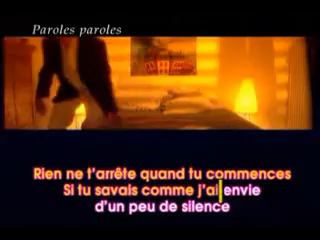 Paroles paroles
Rien ne t'arrête quand tu commences
Si tu savais comme j'ai envie
d'un peu de silence